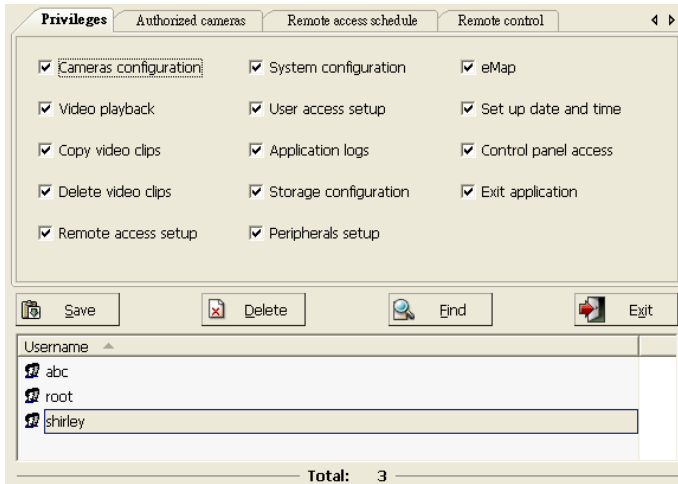 Privileges Authorized cameras Remote access schedule Remote control
Cameras configuration System configuration eMap
Video playback User access setup Set up date and time
Copy video clips Application logs Control panel access
Delete video clips Storage configuration Exit application
Remote access setup Peripherals setup
Save Delete Find Exit
Username
abc
root
shirley
Total: 3